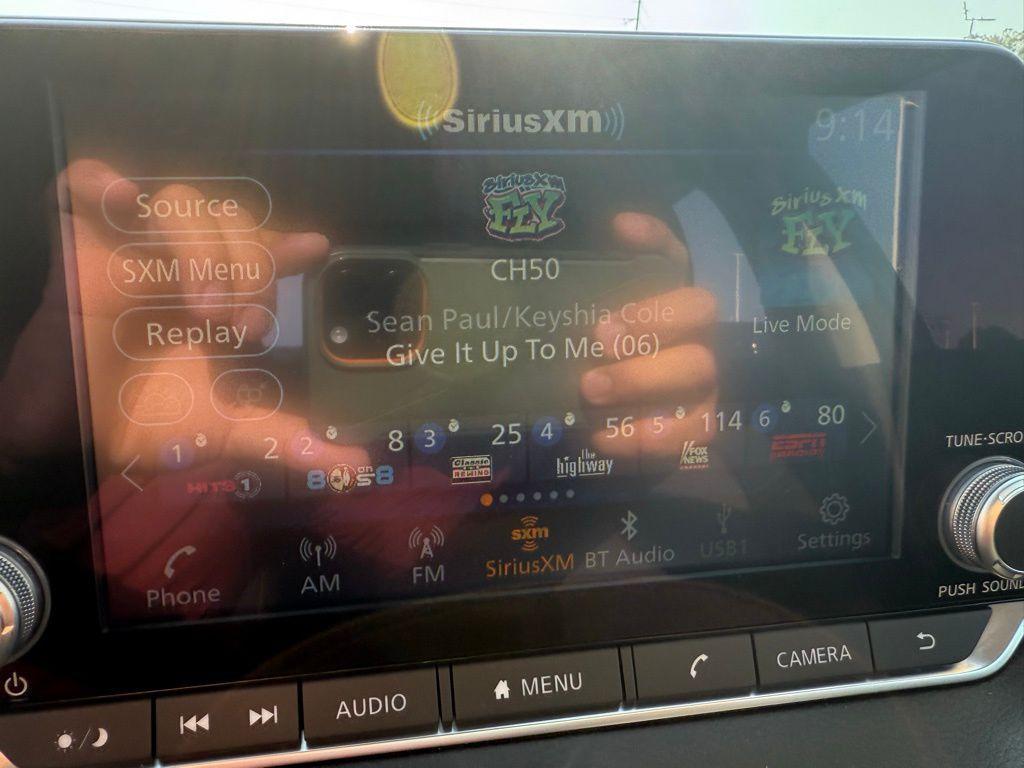 SiriusXM
9:14
Source
SiriusXM
FLY
SiriusXM
FLY
SXM Menu
CH50
Replay
Sean Paul/Keyshia Cole
Give It Up To Me (06)
Live Mode
1 2 2 8 3 25 4 56 5 114 6 80
HITS 1
80s on 8
Classic
REWIND
the
highway
FOX
NEWS
TUNE·SCRO
sxm
Phone
AM
FM
SiriusXM
BT Audio
USB1
Settings
PUSH SOUND
AUDIO
MENU
CAMERA